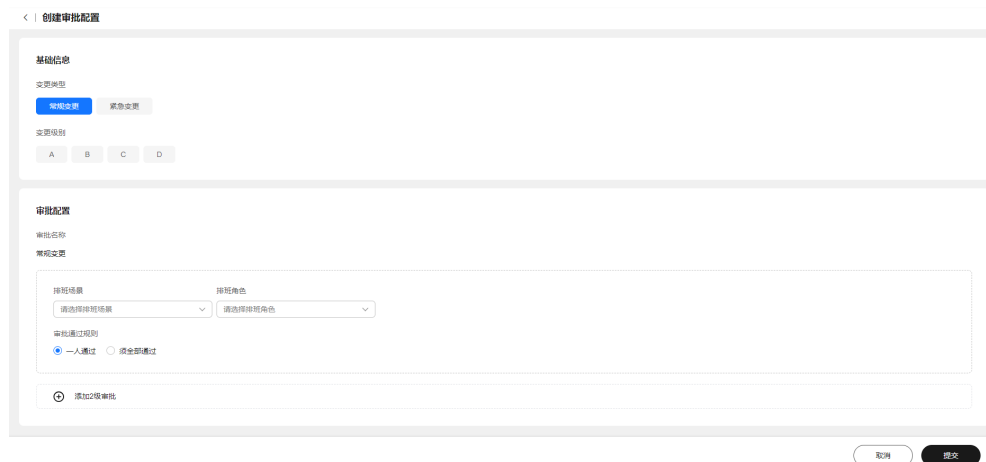 创建审批配置
基础信息
变更类型
常规变更 紧急变更
变更级别
A B C D
审批配置
审批名称
常规变更
排班场景 排班角色
请选择排班场景 请选择排班角色
审批通过规则
一人通过 须全部通过
添加2级审批
取消 提交